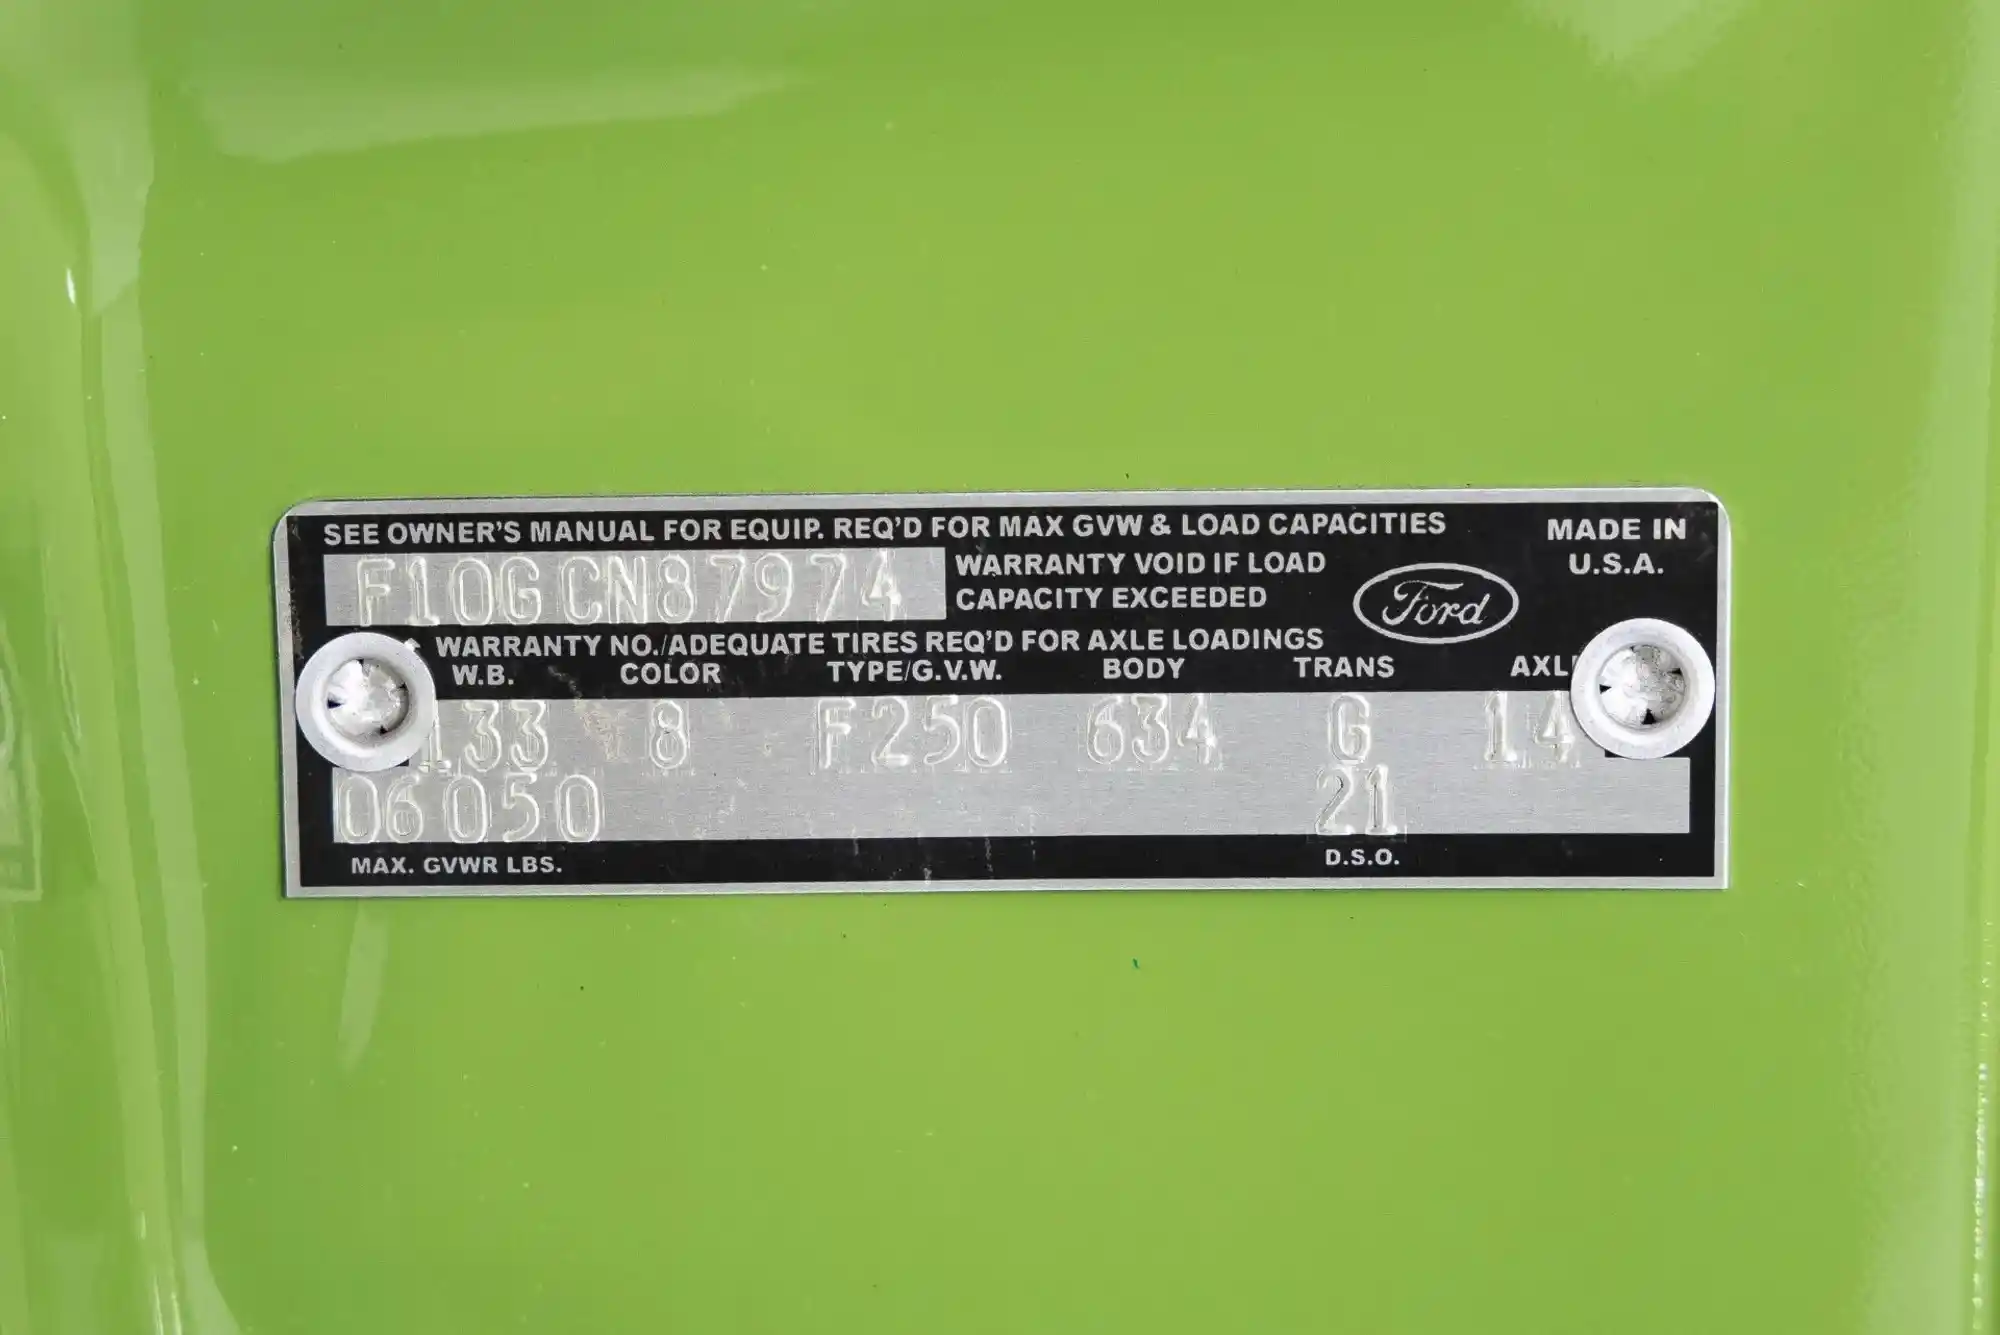 SEE OWNER'S MANUAL FOR EQUIP. REQ'D FOR MAX GVW & LOAD CAPACITIES
MADE IN
U.S.A.
F10GCN87974
WARRANTY VOID IF LOAD
CAPACITY EXCEEDED
Ford
WARRANTY NO./ADEQUATE TIRES REQ'D FOR AXLE LOADINGS
W.B. COLOR TYPE/G.V.W. BODY TRANS AXL
133 8 F250 634 G 14
06050 21
MAX. GVWR LBS. D.S.O.